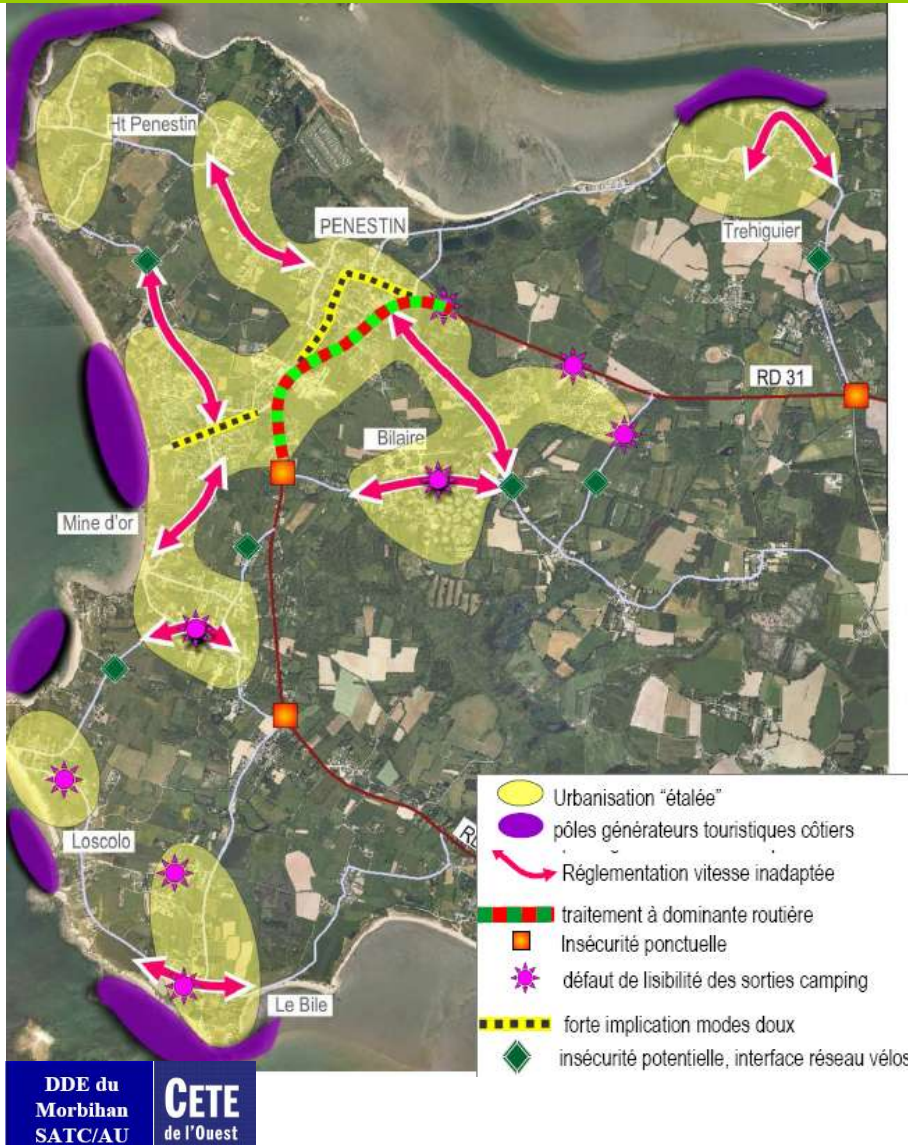 Ht Penestin
PENESTIN
Trehiguier
RD 31
Bilaire
Mine d'or
Loscolo
Le Bile
Urbanisation "étalée"
pôles générateurs touristiques côtiers
Réglementation vitesse inadaptée
traitement à dominante routière
Insécurité ponctuelle
défaut de lisibilité des sorties camping
forte implication modes doux
insécurité potentielle, interface réseau vélos
DDE du
Morbihan
SATC/AU
CETE
de l'Ouest